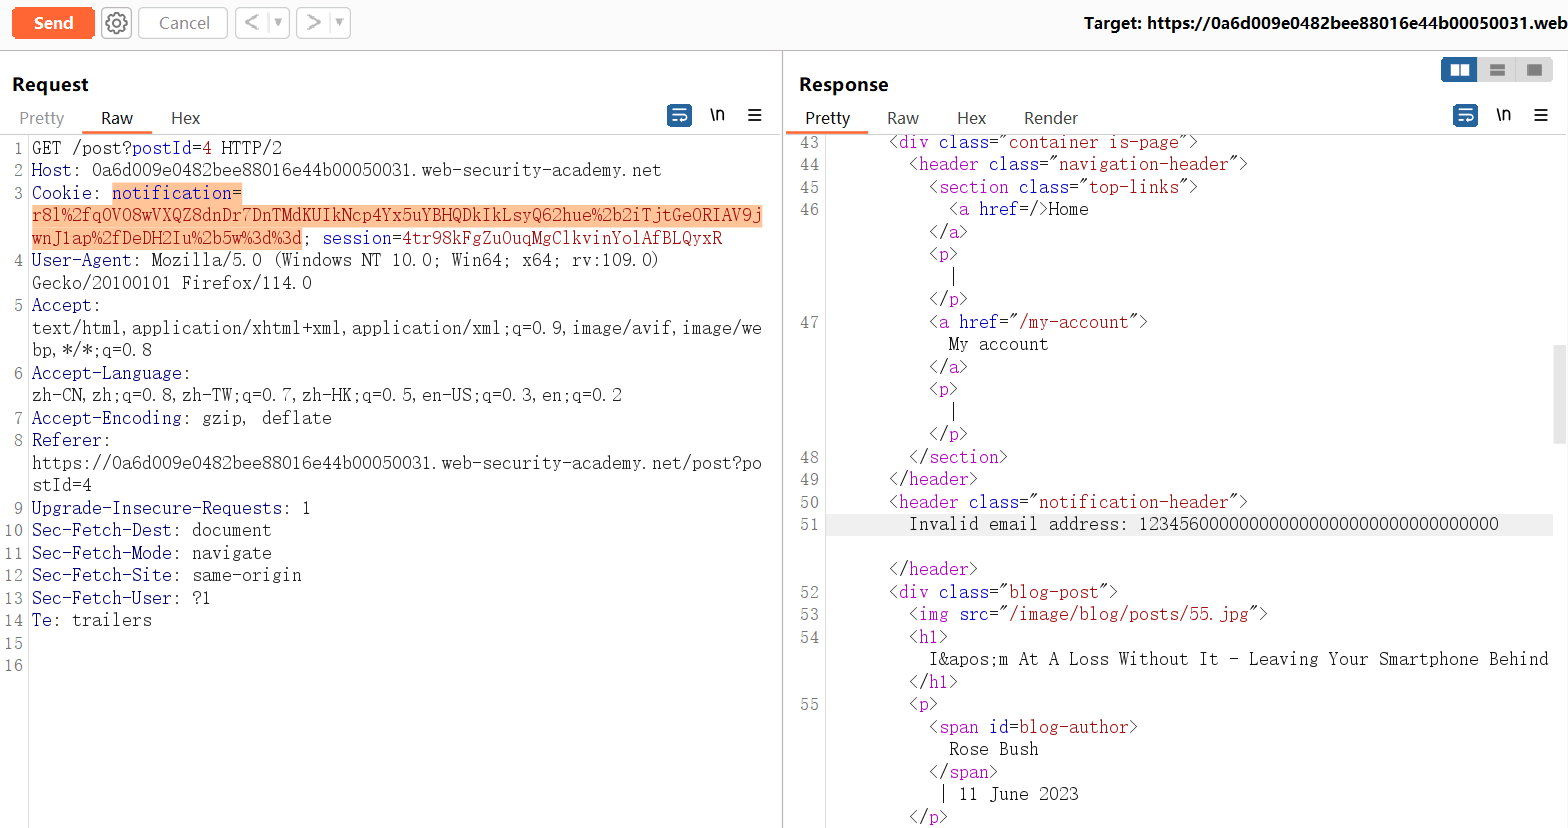 Send
Cancel
<
▼
>
▼
Target: https://0a6d009e0482bee88016e44b00050031.web
Request
Pretty Raw Hex
\n
1 GET /post?postId=4 HTTP/2
2 Host: 0a6d009e0482bee88016e44b00050031.web-security-academy.net
3 Cookie: notification=
r8l%2fqOVO8wVXQZ8dnDr7DnTMdKUIkNcp4Yx5uYBHQDkIkLsyQ62hue%2b2iTjtGeORIAV9j
wnJ1ap%2fDeDH2Iu%2b5w%3d%3d; session=4tr98kFgZuOuqMgClkvinYolAfBLQyxR
4 User-Agent: Mozilla/5.0 (Windows NT 10.0; Win64; x64; rv:109.0)
Gecko/20100101 Firefox/114.0
5 Accept:
text/html,application/xhtml+xml,application/xml;q=0.9,image/avif,image/we
bp,*/*;q=0.8
6 Accept-Language:
zh-CN,zh;q=0.8,zh-TW;q=0.7,zh-HK;q=0.5,en-US;q=0.3,en;q=0.2
7 Accept-Encoding: gzip, deflate
8 Referer:
https://0a6d009e0482bee88016e44b00050031.web-security-academy.net/post?po
stId=4
9 Upgrade-Insecure-Requests: 1
10 Sec-Fetch-Dest: document
11 Sec-Fetch-Mode: navigate
12 Sec-Fetch-Site: same-origin
13 Sec-Fetch-User: ?1
14 Te: trailers
15
16
Response
Pretty Raw Hex Render
\n
43 <div class="container is-page">
44 <header class="navigation-header">
45 <section class="top-links">
46 <a href=/>Home
</a>
<p>
|
</p>
47 <a href="/my-account">
My account
</a>
<p>
|
</p>
48 </section>
49 </header>
50 <header class="notification-header">
51 Invalid email address: 123456000000000000000000000000000000
</header>
52 <div class="blog-post">
53 <img src="/image/blog/posts/55.jpg">
54 <h1>
I&apos;m At A Loss Without It - Leaving Your Smartphone Behind
</h1>
55 <p>
<span id=blog-author>
Rose Bush
</span>
| 11 June 2023
</p>